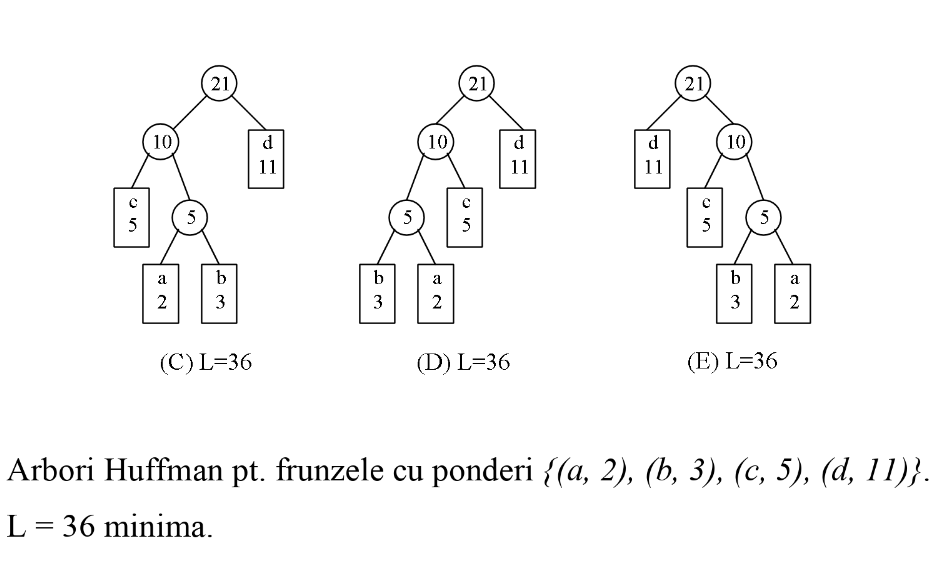 21 21 21
10 d 11 10 d 11 d 11 10
c 5 5 5 c 5 c 5 5
a 2 b 3 b 3 a 2 b 3 a 2
(C) L=36 (D) L=36 (E) L=36
Arbori Huffman pt. frunzele cu ponderi {(a, 2), (b, 3), (c, 5), (d, 11)}.
L = 36 minima.